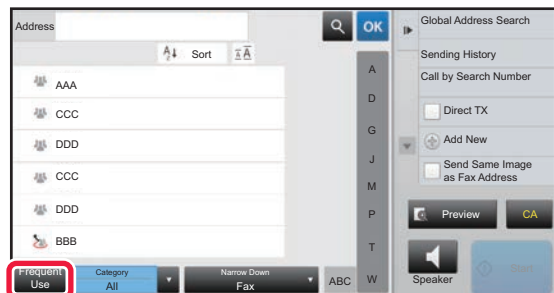 Address
OK
Sort
AAA
CCC
DDD
CCC
DDD
BBB
A
D
G
J
M
P
T
W
Frequent
Use
Category
All
Narrow Down
Fax
ABC
Global Address Search
Sending History
Call by Search Number
Direct TX
Add New
Send Same Image
as Fax Address
Preview
CA
Speaker
Start